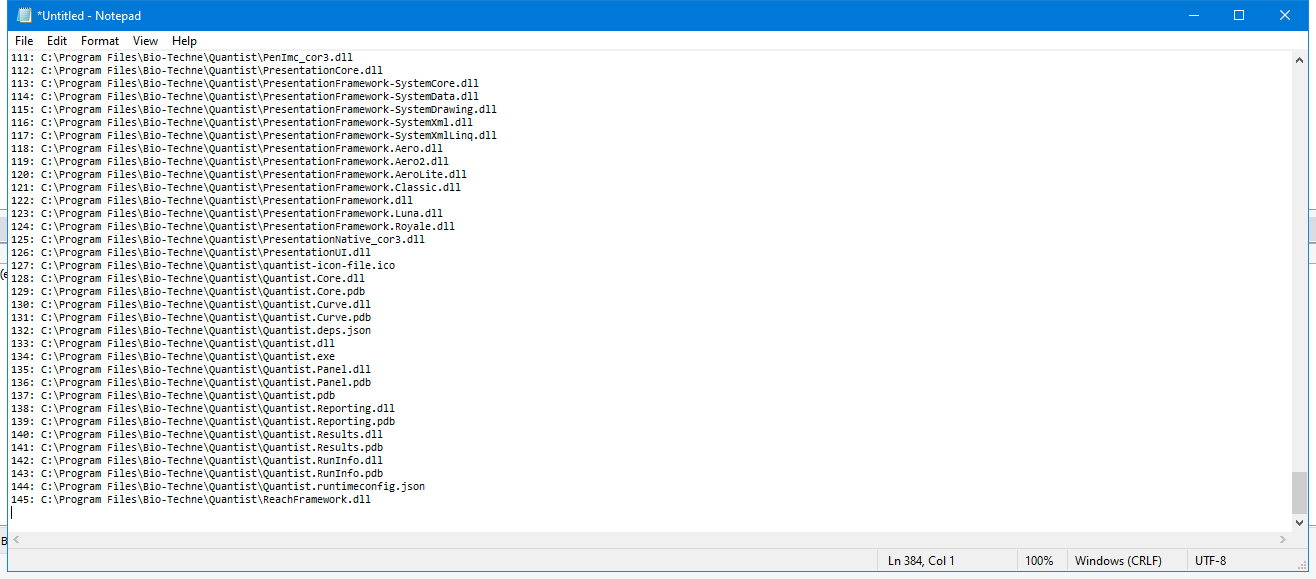 *Untitled - Notepad
File Edit Format View Help
111: C:\Program Files\Bio-Techne\Quantist\PenImc_cor3.dll
112: C:\Program Files\Bio-Techne\Quantist\PresentationCore.dll
113: C:\Program Files\Bio-Techne\Quantist\PresentationFramework-SystemCore.dll
114: C:\Program Files\Bio-Techne\Quantist\PresentationFramework-SystemData.dll
115: C:\Program Files\Bio-Techne\Quantist\PresentationFramework-SystemDrawing.dll
116: C:\Program Files\Bio-Techne\Quantist\PresentationFramework-SystemXml.dll
117: C:\Program Files\Bio-Techne\Quantist\PresentationFramework-SystemXmlLinq.dll
118: C:\Program Files\Bio-Techne\Quantist\PresentationFramework.Aero.dll
119: C:\Program Files\Bio-Techne\Quantist\PresentationFramework.Aero2.dll
120: C:\Program Files\Bio-Techne\Quantist\PresentationFramework.AeroLite.dll
121: C:\Program Files\Bio-Techne\Quantist\PresentationFramework.Classic.dll
122: C:\Program Files\Bio-Techne\Quantist\PresentationFramework.dll
123: C:\Program Files\Bio-Techne\Quantist\PresentationFramework.Luna.dll
124: C:\Program Files\Bio-Techne\Quantist\PresentationFramework.Royale.dll
125: C:\Program Files\Bio-Techne\Quantist\PresentationNative_cor3.dll
126: C:\Program Files\Bio-Techne\Quantist\PresentationUI.dll
127: C:\Program Files\Bio-Techne\Quantist\quantist-icon-file.ico
128: C:\Program Files\Bio-Techne\Quantist\Quantist.Core.dll
129: C:\Program Files\Bio-Techne\Quantist\Quantist.Core.pdb
130: C:\Program Files\Bio-Techne\Quantist\Quantist.Curve.dll
131: C:\Program Files\Bio-Techne\Quantist\Quantist.Curve.pdb
132: C:\Program Files\Bio-Techne\Quantist\Quantist.deps.json
133: C:\Program Files\Bio-Techne\Quantist\Quantist.dll
134: C:\Program Files\Bio-Techne\Quantist\Quantist.exe
135: C:\Program Files\Bio-Techne\Quantist\Quantist.Panel.dll
136: C:\Program Files\Bio-Techne\Quantist\Quantist.Panel.pdb
137: C:\Program Files\Bio-Techne\Quantist\Quantist.pdb
138: C:\Program Files\Bio-Techne\Quantist\Quantist.Reporting.dll
139: C:\Program Files\Bio-Techne\Quantist\Quantist.Reporting.pdb
140: C:\Program Files\Bio-Techne\Quantist\Quantist.Results.dll
141: C:\Program Files\Bio-Techne\Quantist\Quantist.Results.pdb
142: C:\Program Files\Bio-Techne\Quantist\Quantist.RunInfo.dll
143: C:\Program Files\Bio-Techne\Quantist\Quantist.RunInfo.pdb
144: C:\Program Files\Bio-Techne\Quantist\Quantist.runtimeconfig.json
145: C:\Program Files\Bio-Techne\Quantist\ReachFramework.dll
Ln 384, Col 1 100% Windows (CRLF) UTF-8